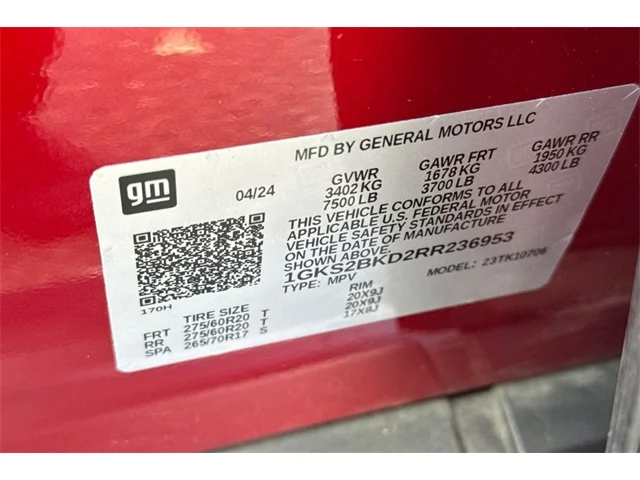 MFD BY GENERAL MOTORS LLC
gm
04/24
GVWR GAWR FRT GAWR RR
3402 KG 1678 KG 1950 KG
7500 LB 3700 LB 4300 LB
THIS VEHICLE CONFORMS TO ALL
APPLICABLE U.S. FEDERAL MOTOR
VEHICLE SAFETY STANDARDS IN EFFECT
ON THE DATE OF MANUFACTURE
SHOWN ABOVE.
1GKS2BKD2RR236953
TYPE: MPV MODEL: 23TK10706
170H
TIRE SIZE RIM
FRT 275/60R20 T 20X9J
RR 275/60R20 T 20X9J
SPA 265/70R17 S 17X8J